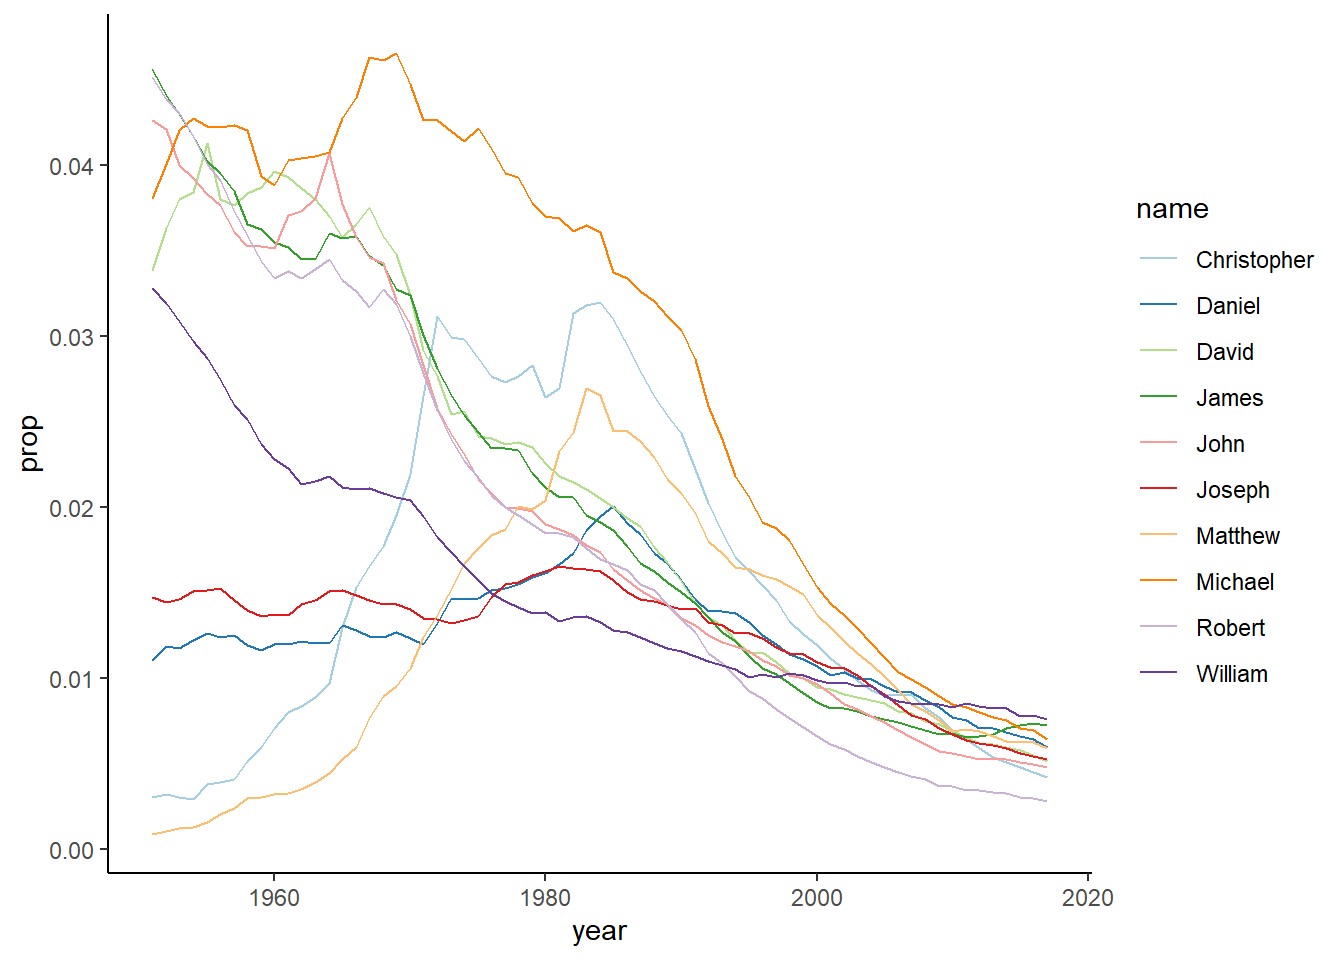 prop
0.04
0.03
0.02
0.01
0.00
1960
1980
2000
2020
year
name
Christopher
Daniel
David
James
John
Joseph
Matthew
Michael
Robert
William